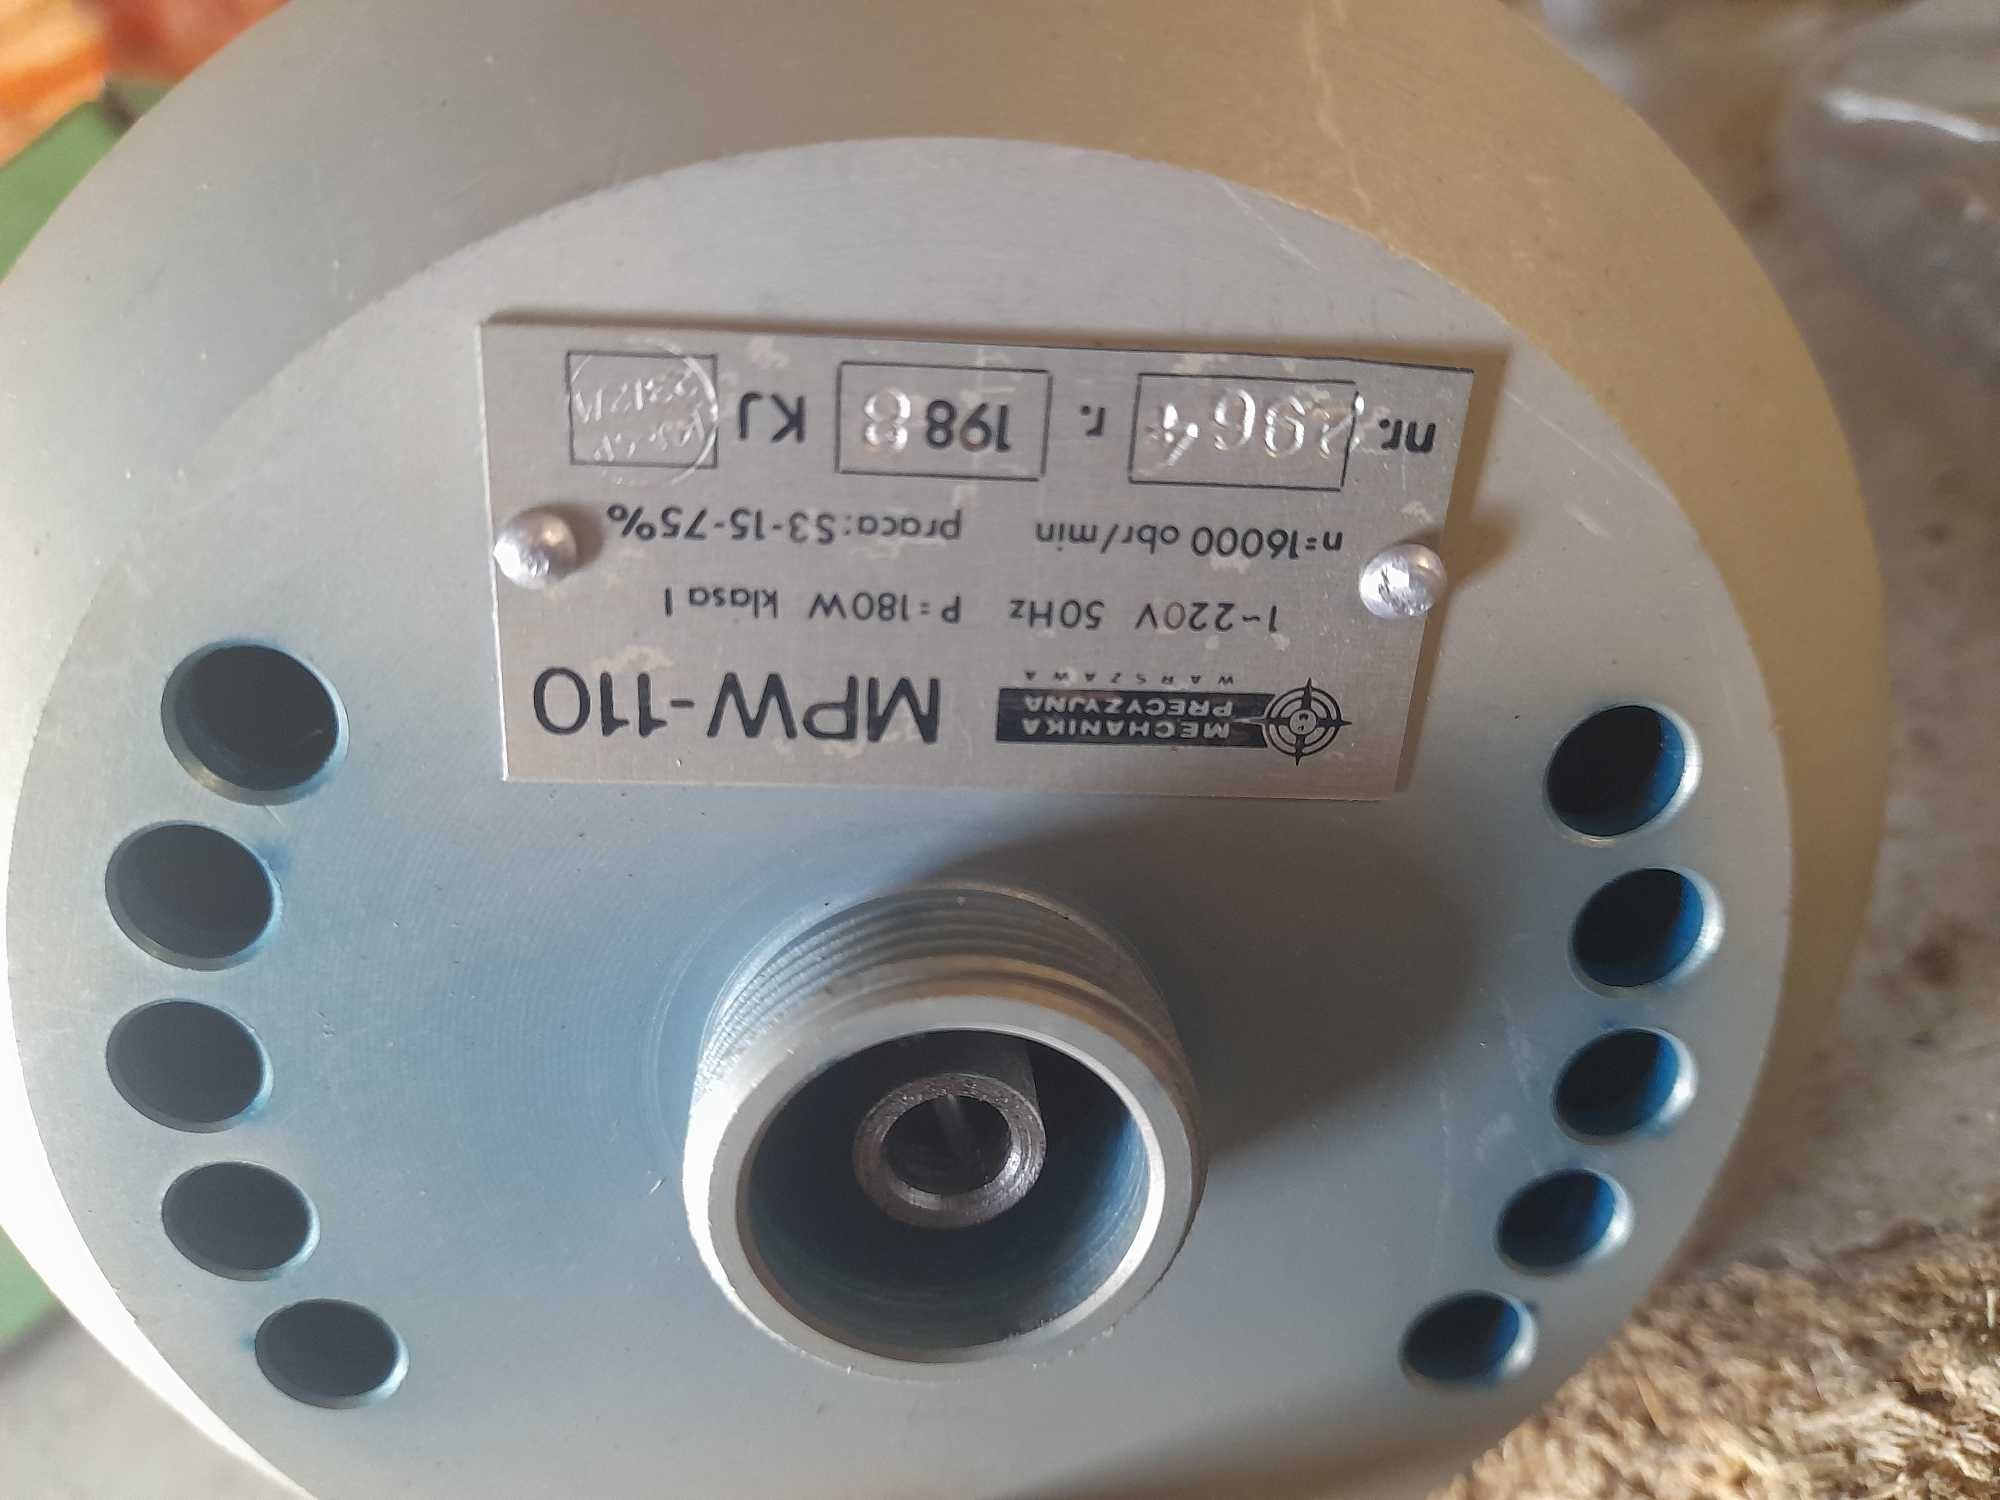 MECHANIKA
PRECYZYJNA
WARSZAWA
MPW-110
1~220V 50Hz P=180W klasa I
n=16000 obr/min praca: S3-15-75%
nr. 2964 r. 1988 KJ